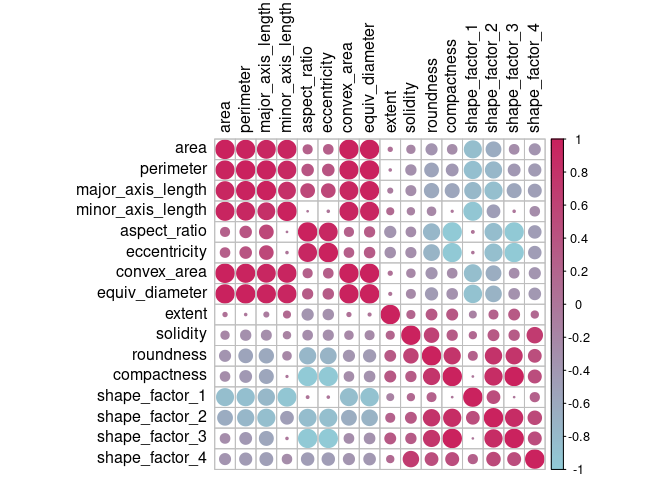 area
perimeter
major_axis_length
minor_axis_length
aspect_ratio
eccentricity
convex_area
equiv_diameter
extent
solidity
roundness
compactness
shape_factor_1
shape_factor_2
shape_factor_3
shape_factor_4
area
perimeter
major_axis_length
minor_axis_length
aspect_ratio
eccentricity
convex_area
equiv_diameter
extent
solidity
roundness
compactness
shape_factor_1
shape_factor_2
shape_factor_3
shape_factor_4
1
0.8
0.6
0.4
0.2
0
-0.2
-0.4
-0.6
-0.8
-1